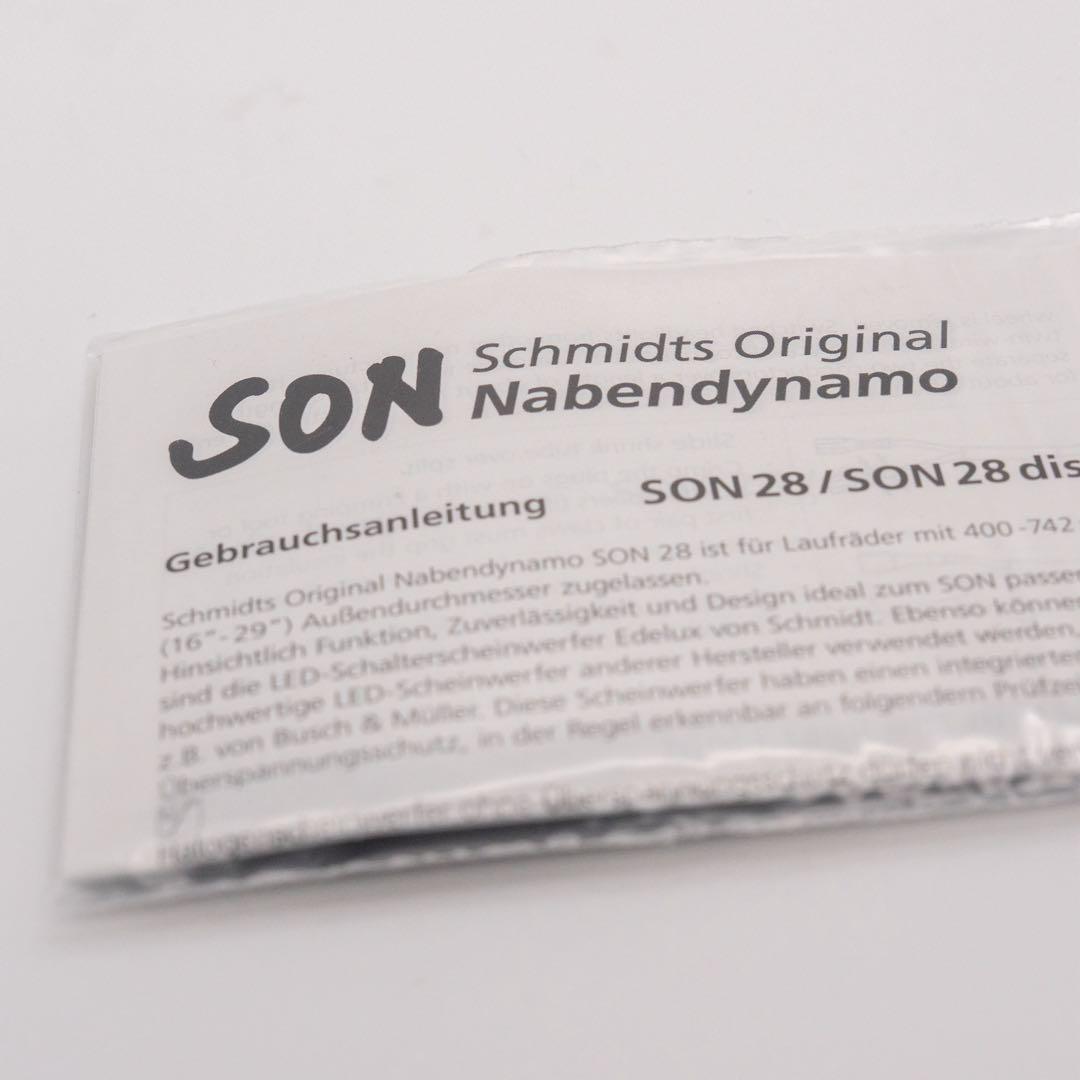 SON
Schmidts Original
Nabendynamo
Gebrauchsanleitung SON 28 / SON 28 dis
Schmidts Original Nabendynamo SON 28 ist für Laufräder mit 400 -742
(16"- 29") Außendurchmesser zugelassen.
Hinsichtlich Funktion, Zuverlässigkeit und Design ideal zum SON passen
sind die LED-Schalterscheinwerfer Edelux von Schmidt. Ebenso können
hochwertige LED-Scheinwerfer anderer Hersteller verwendet werden,
z.B. von Busch & Müller. Diese Scheinwerfer haben einen integrierten
Überspannungsschutz, in der Regel erkennbar an folgendem Prüfzei